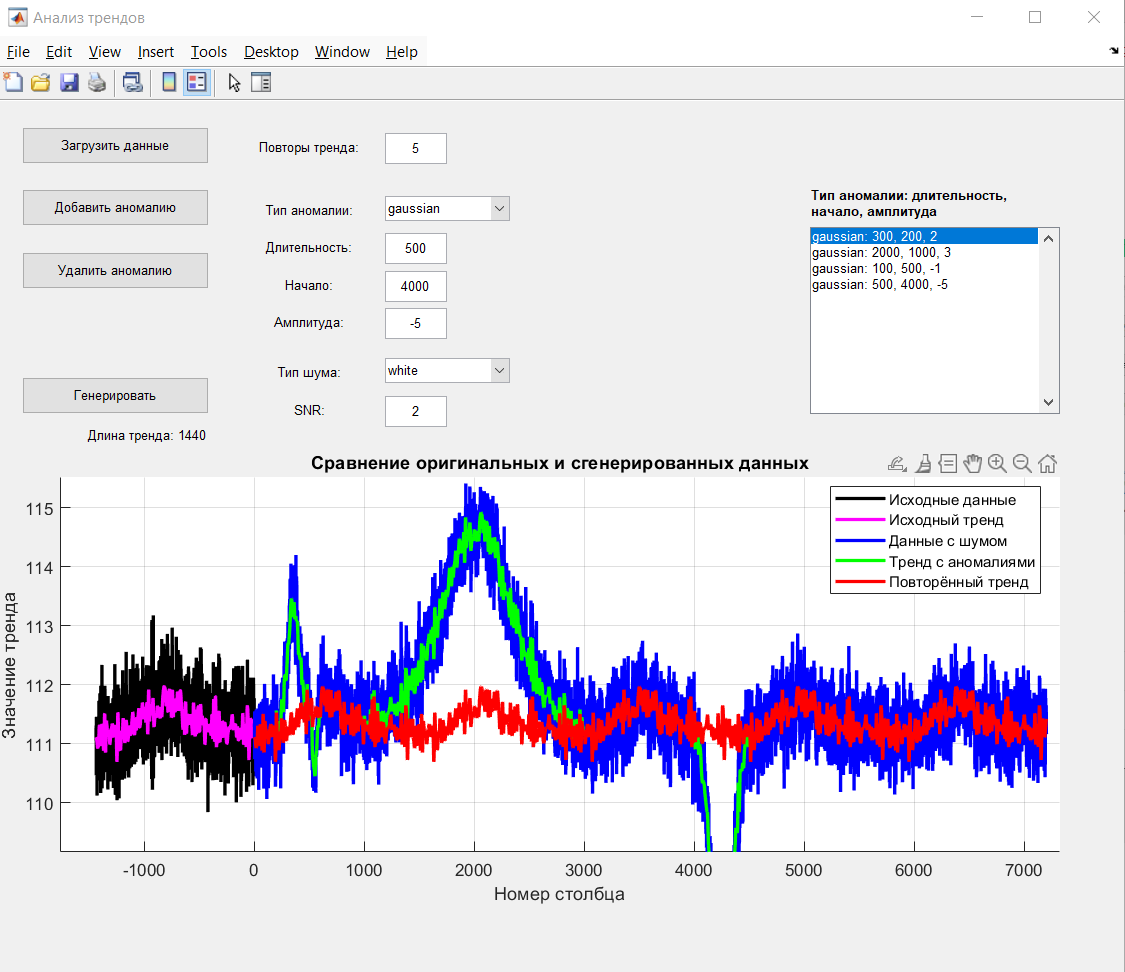 Анализ трендов
File Edit View Insert Tools Desktop Window Help
Загрузить данные
Повторы тренда: 5
Добавить аномалию
Тип аномалии: gaussian
Удалить аномалию
Длительность: 500
Начало: 4000
Амплитуда: -5
Тип шума: white
Генерировать
SNR: 2
Длина тренда: 1440
Тип аномалии: длительность,
начало, амплитуда
gaussian: 300, 200, 2
gaussian: 2000, 1000, 3
gaussian: 100, 500, -1
gaussian: 500, 4000, -5
Сравнение оригинальных и сгенерированных данных
Исходные данные
Исходный тренд
Данные с шумом
Тренд с аномалиями
Повторённый тренд
Значение тренда
115
114
113
112
111
110
-1000 0 1000 2000 3000 4000 5000 6000 7000
Номер столбца